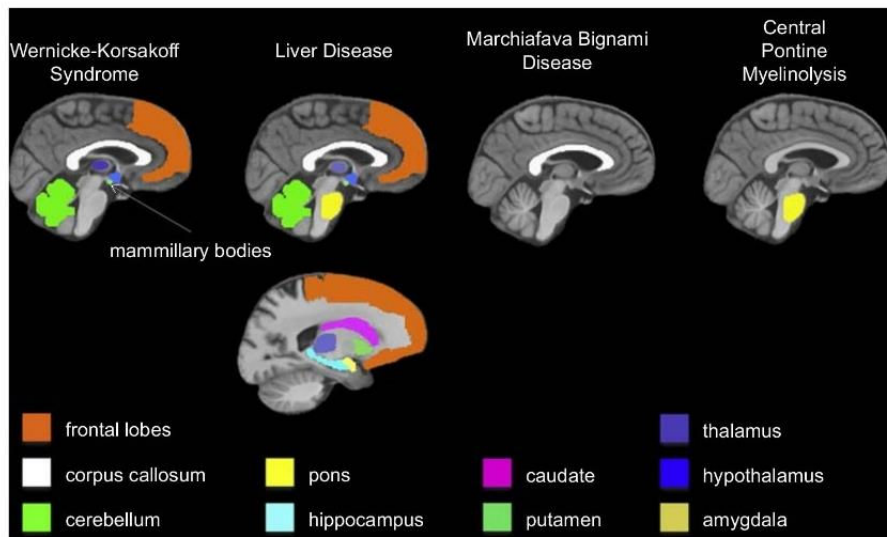 Wernicke-Korsakoff
Syndrome
Liver Disease
Marchiafava Bignami
Disease
Central
Pontine
Myelinolysis
mammillary bodies
frontal lobes
thalamus
corpus callosum
pons
caudate
hypothalamus
cerebellum
hippocampus
putamen
amygdala